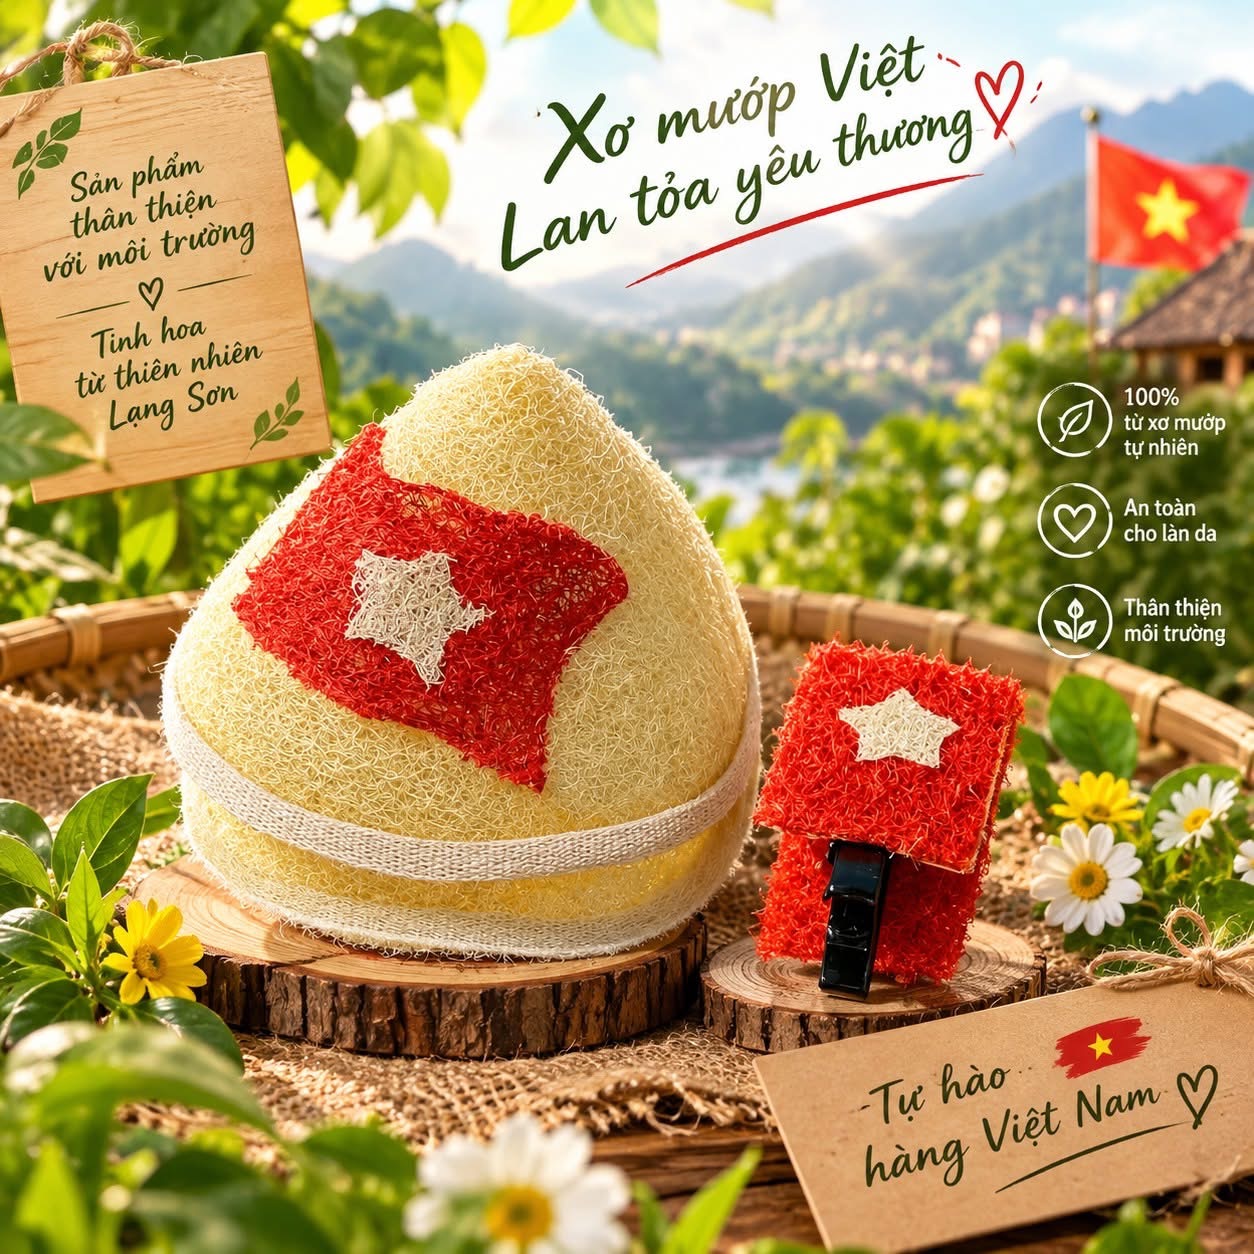 Sản phẩm
thân thiện
với môi trường
Tinh hoa
từ thiên nhiên
Lạng Sơn
Xơ mướp Việt
Lan tỏa yêu thương
100%
từ xơ mướp
tự nhiên
An toàn
cho làn da
Thân thiện
môi trường
Tự hào
hàng Việt Nam